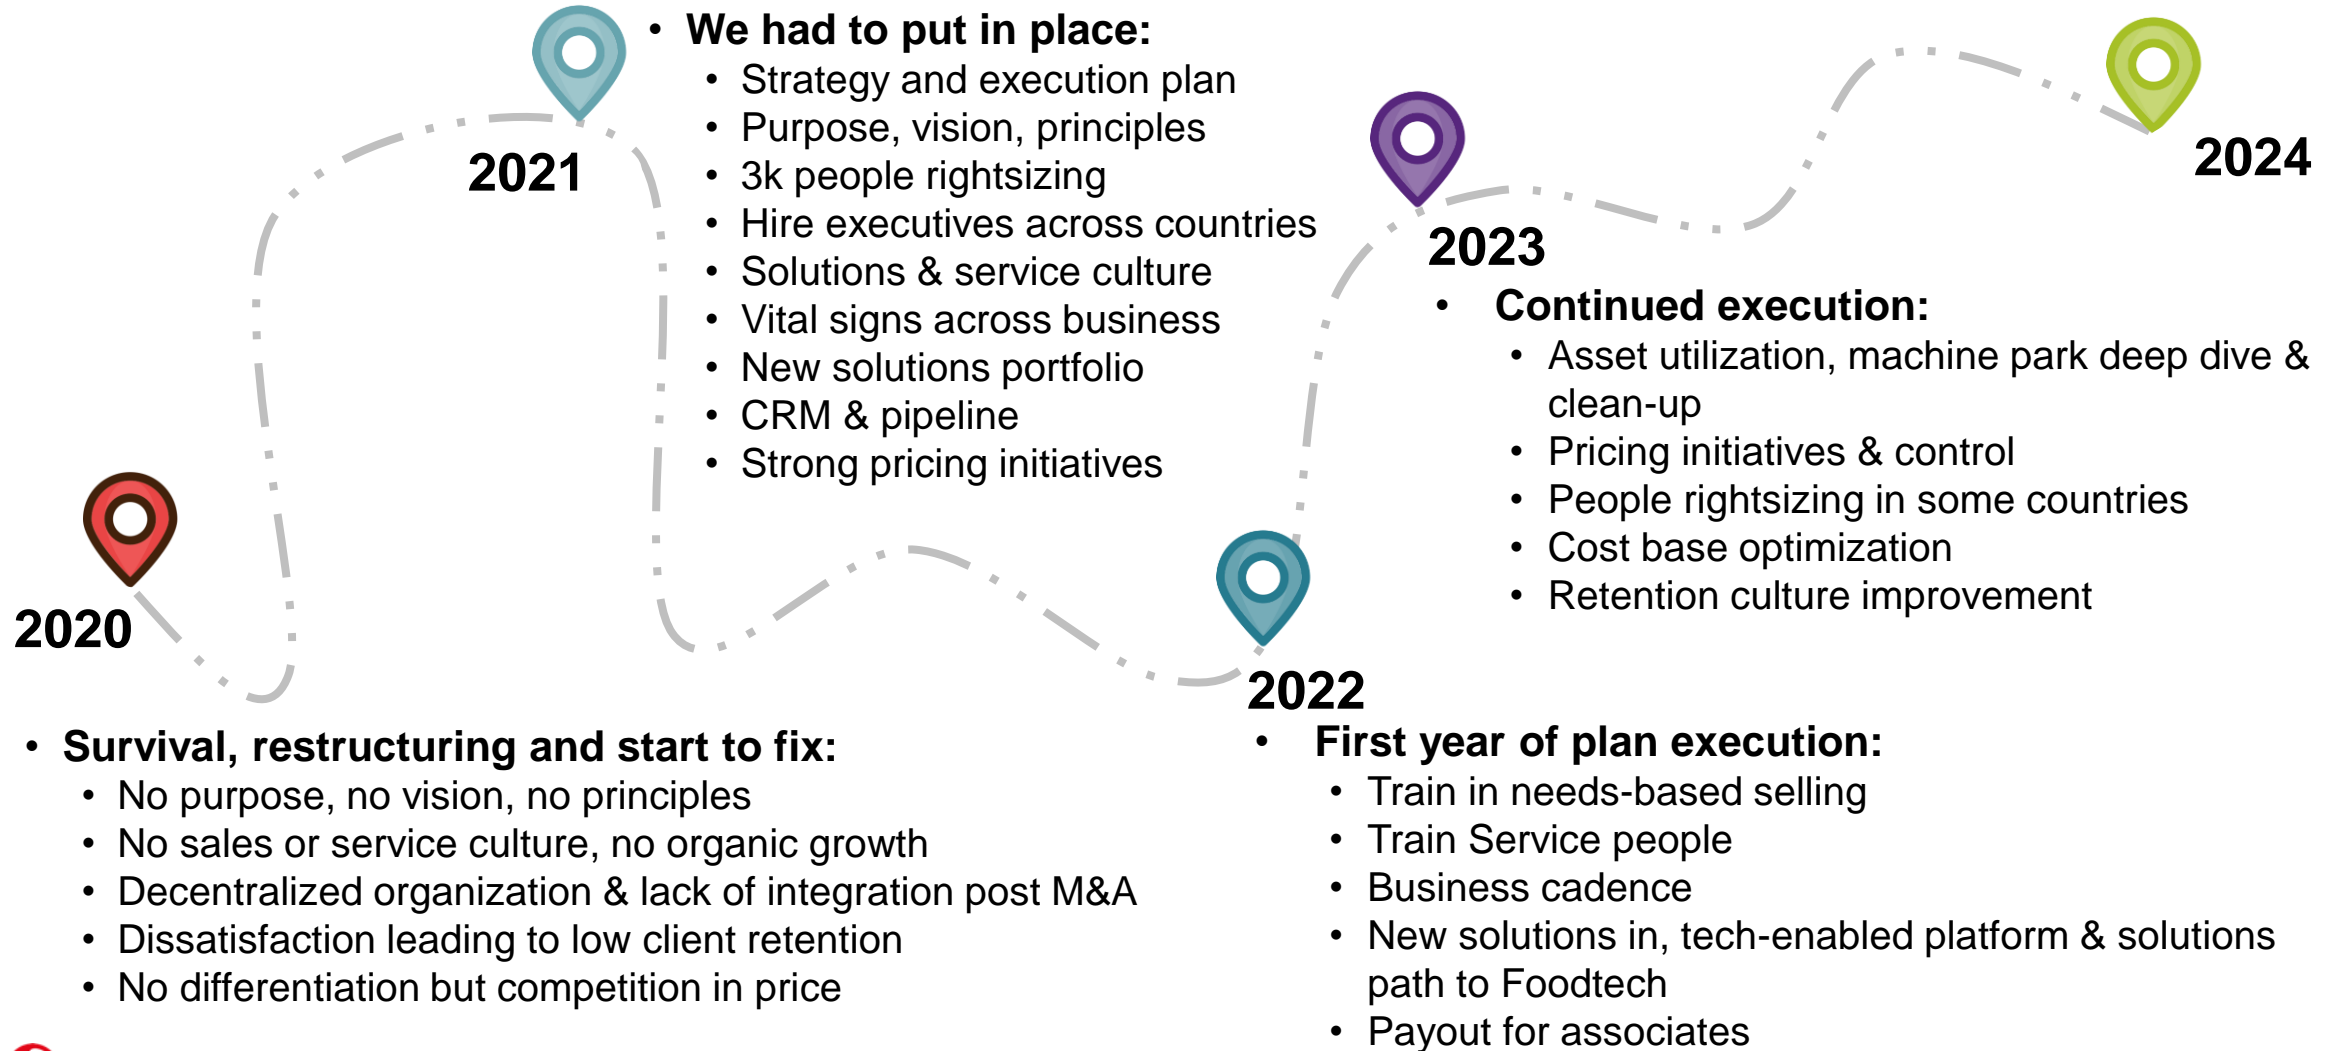 2020
• Survival, restructuring and start to fix:
• No purpose, no vision, no principles
• No sales or service culture, no organic growth
• Decentralized organization & lack of integration post M&A
• Dissatisfaction leading to low client retention
• No differentiation but competition in price
2021
• We had to put in place:
• Strategy and execution plan
• Purpose, vision, principles
• 3k people rightsizing
• Hire executives across countries
• Solutions & service culture
• Vital signs across business
• New solutions portfolio
• CRM & pipeline
• Strong pricing initiatives
2022
• First year of plan execution:
• Train in needs-based selling
• Train Service people
• Business cadence
• New solutions in, tech-enabled platform & solutions
path to Foodtech
• Payout for associates
2023
• Continued execution:
• Asset utilization, machine park deep dive &
clean-up
• Pricing initiatives & control
• People rightsizing in some countries
• Cost base optimization
• Retention culture improvement
2024